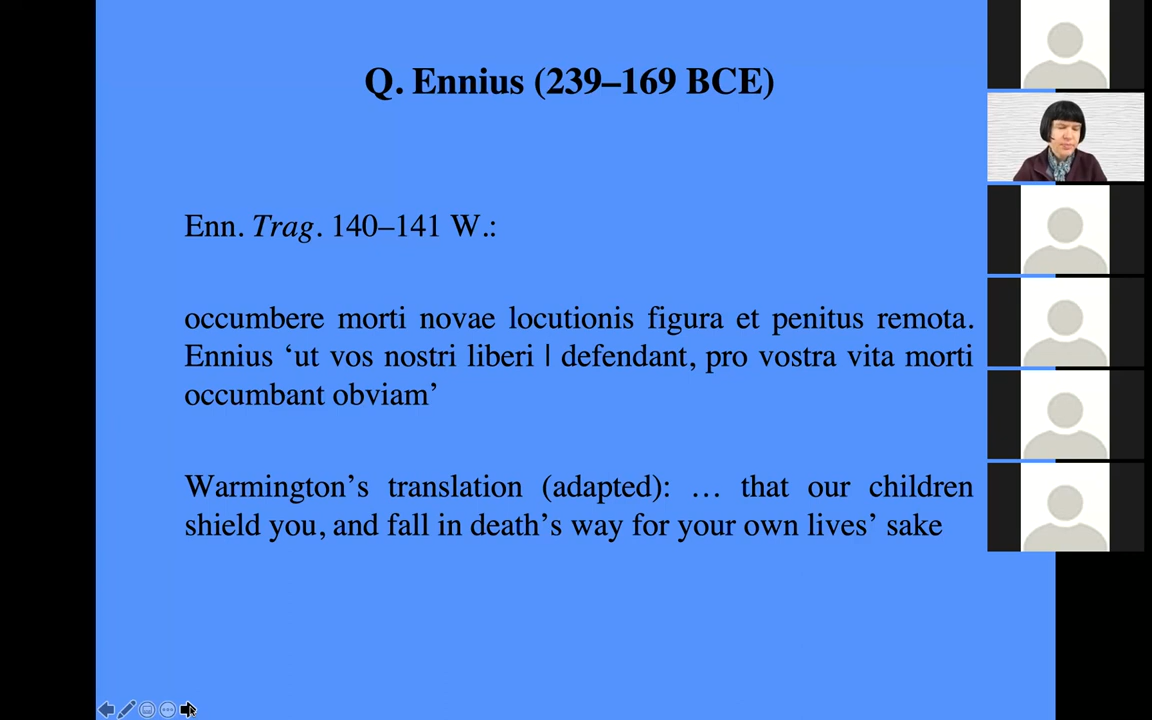 Q. Ennius (239–169 BCE)
Enn. Trag. 140–141 W.:
occumbere morti novae locutionis figura et penitus remota.
Ennius ‘ut vos nostri liberi | defendant, pro vostra vita morti
occumbant obviam’
Warmington’s translation (adapted): … that our children
shield you, and fall in death’s way for your own lives’ sake